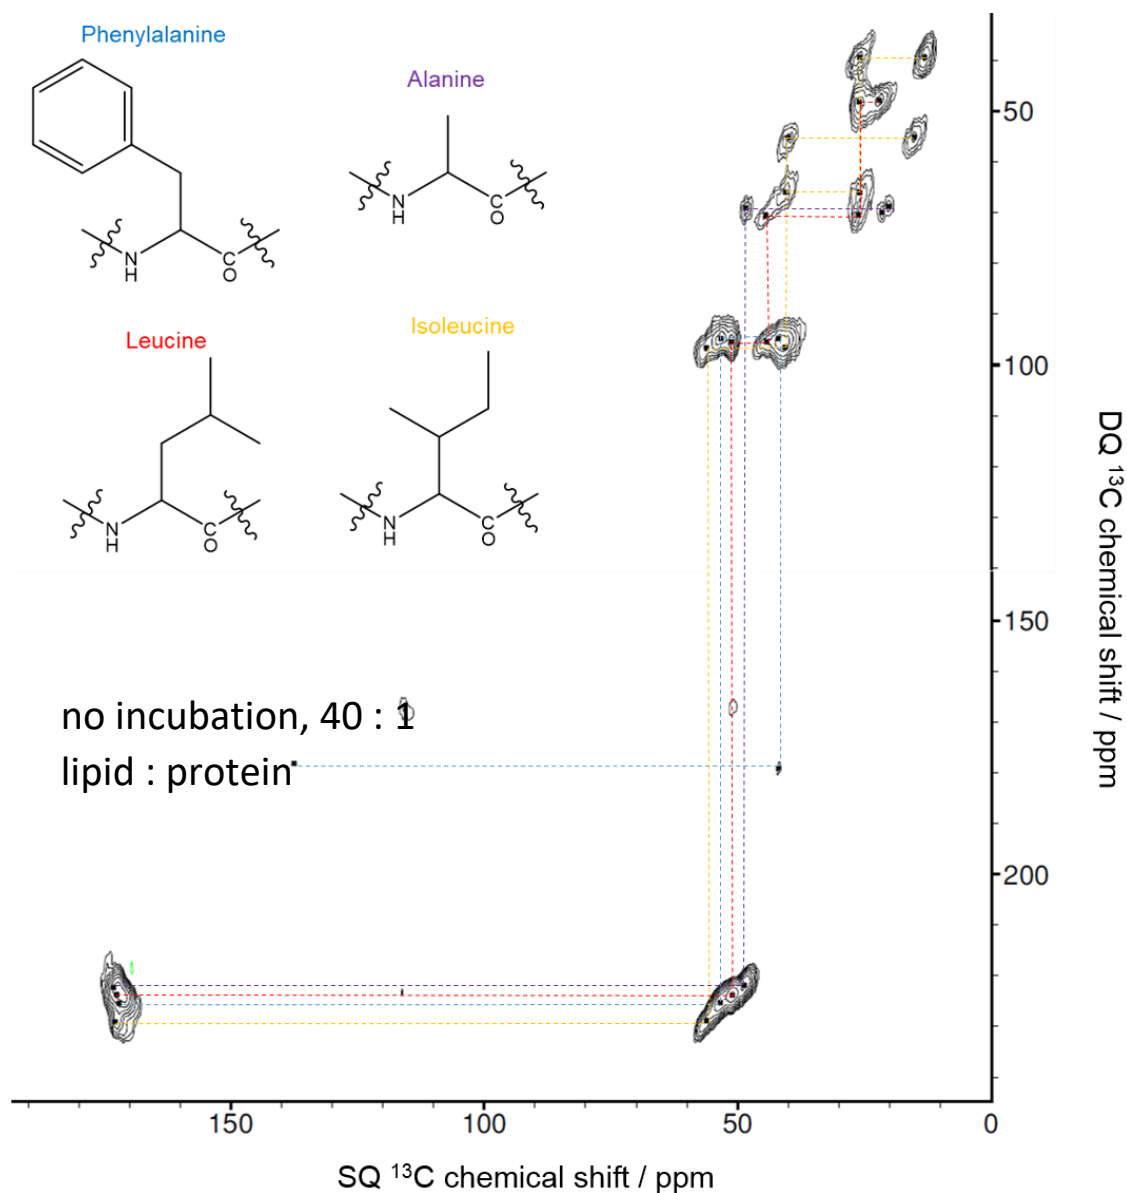 Phenylalanine
Alanine
N
H
C
O
N
H
C
O
Leucine
Isoleucine
N
H
C
O
N
H
C
O
no incubation, 40 : 1
lipid : protein
50
100
150
200
DQ ¹³C chemical shift / ppm
150
100
50
0
SQ ¹³C chemical shift / ppm